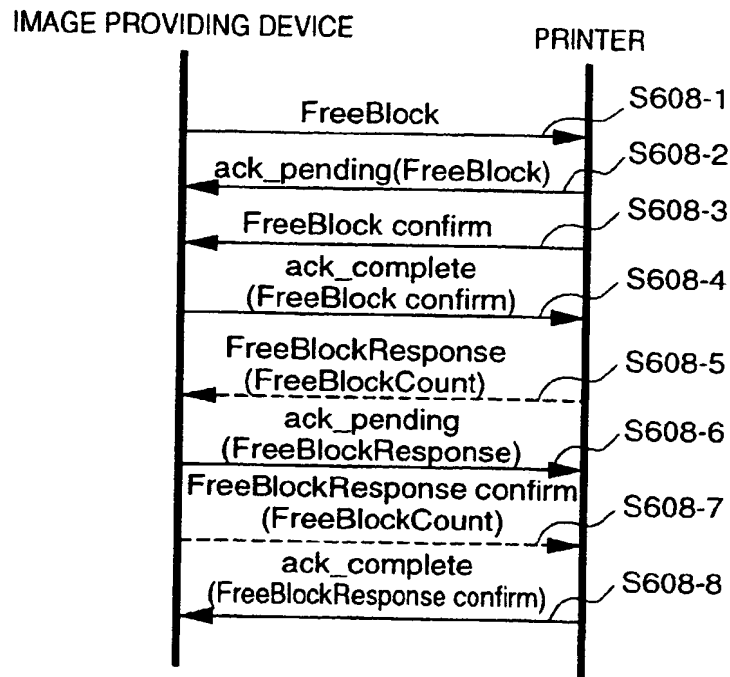 IMAGE PROVIDING DEVICE
PRINTER
FreeBlock
S608-1
ack_pending(FreeBlock)
S608-2
FreeBlock confirm
S608-3
ack_complete
(FreeBlock confirm)
S608-4
FreeBlockResponse
(FreeBlockCount)
S608-5
ack_pending
(FreeBlockResponse)
S608-6
FreeBlockResponse confirm
(FreeBlockCount)
S608-7
ack_complete
(FreeBlockResponse confirm)
S608-8